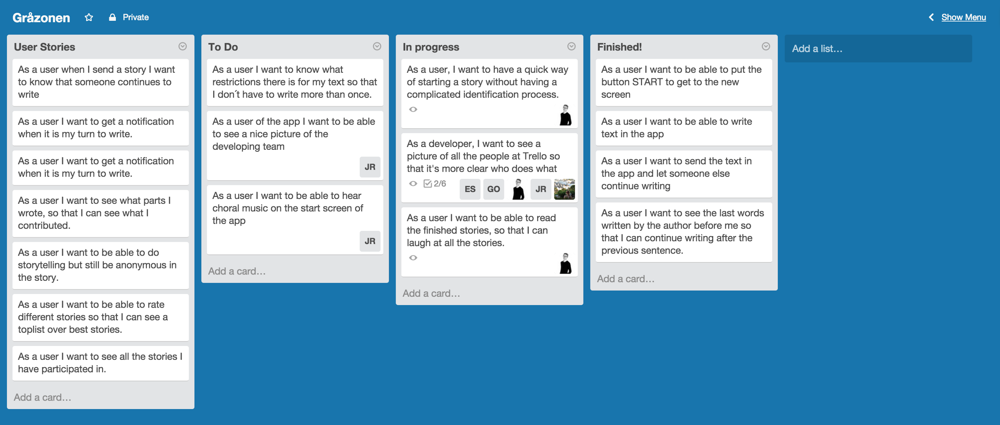 Gråzonen
Private
Show Menu
User Stories
As a user when I send a story I want
to know that someone continues to
write
As a user I want to get a notification
when it is my turn to write.
As a user I want to get a notification
when it is my turn to write.
As a user I want to see what parts I
wrote, so that I can see what I
contributed.
As a user I want to be able to do
storytelling but still be anonymous in
the story.
As a user I want to be able to rate
different stories so that I can see a
toplist over best stories.
As a user I want to see all the stories I
have participated in.
Add a card…
To Do
As a user I want to know what
restrictions there is for my text so that
I don´t have to write more than once.
As a user of the app I want to be able
to see a nice picture of the
developing team
JR
As a user I want to be able to hear
choral music on the start screen of
the app
JR
Add a card…
In progress
As a user, I want to have a quick way
of starting a story without having a
complicated identification process.
As a developer, I want to see a
picture of all the people at Trello so
that it's more clear who does what
2/6 ES GO JR
As a user I want to be able to read
the finished stories, so that I can
laugh at all the stories.
Add a card…
Finished!
As a user I want to be able to put the
button START to get to the new
screen
As a user I want to be able to write
text in the app
As a user I want to send the text in
the app and let someone else
continue writing
As a user I want to see the last words
written by the author before me so
that I can continue writing after the
previous sentence.
Add a card…
Add a list…